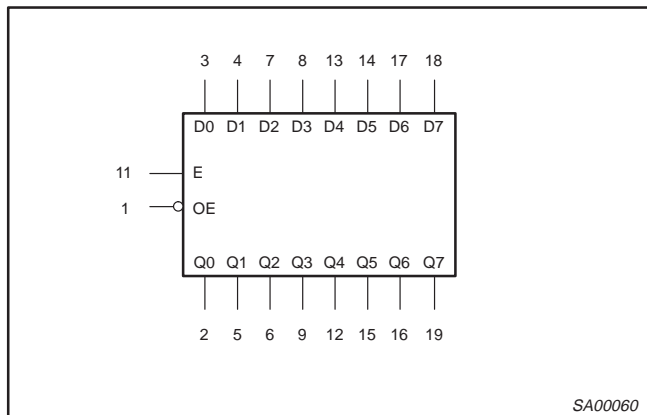 3 4 7 8 13 14 17 18
D0 D1 D2 D3 D4 D5 D6 D7
11 E
1 OE
Q0 Q1 Q2 Q3 Q4 Q5 Q6 Q7
2 5 6 9 12 15 16 19
SA00060